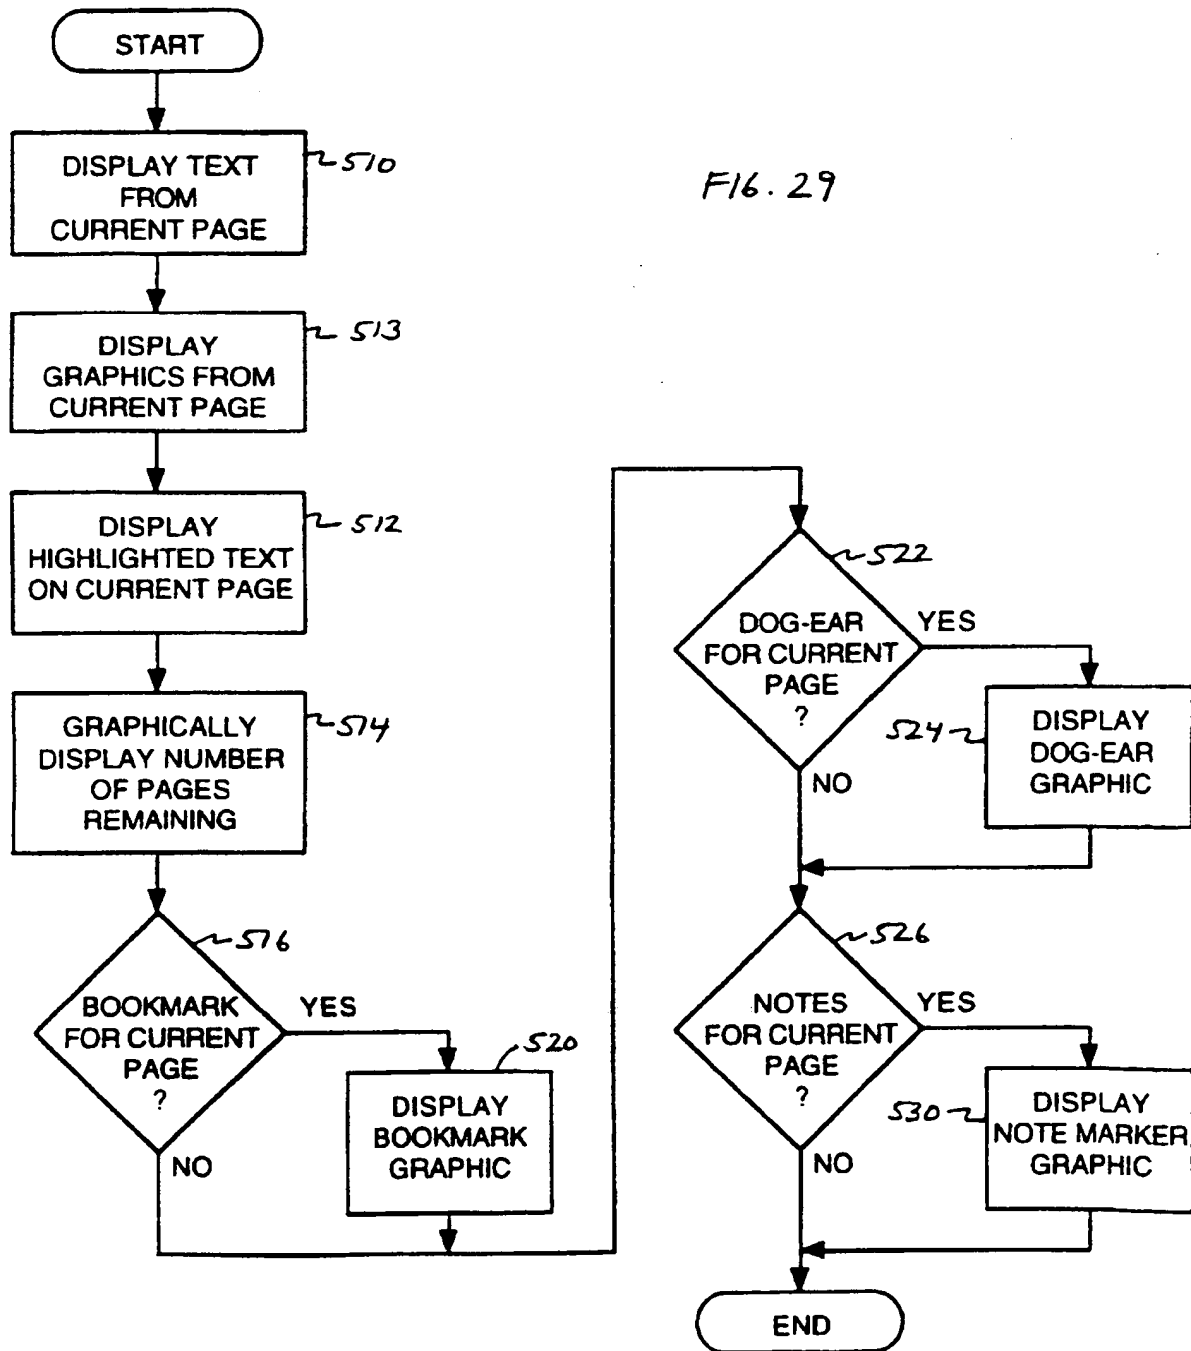 START
DISPLAY TEXT
FROM
CURRENT PAGE
510
FIG. 29
DISPLAY
GRAPHICS FROM
CURRENT PAGE
513
DISPLAY
HIGHLIGHTED TEXT
ON CURRENT PAGE
512
GRAPHICALLY
DISPLAY NUMBER
OF PAGES
REMAINING
514
BOOKMARK
FOR CURRENT
PAGE
?
516
YES
NO
DISPLAY
BOOKMARK
GRAPHIC
520
DOG-EAR
FOR CURRENT
PAGE
?
522
YES
NO
DISPLAY
DOG-EAR
GRAPHIC
524
NOTES
FOR CURRENT
PAGE
?
526
YES
NO
DISPLAY
NOTE MARKER
GRAPHIC
530
END